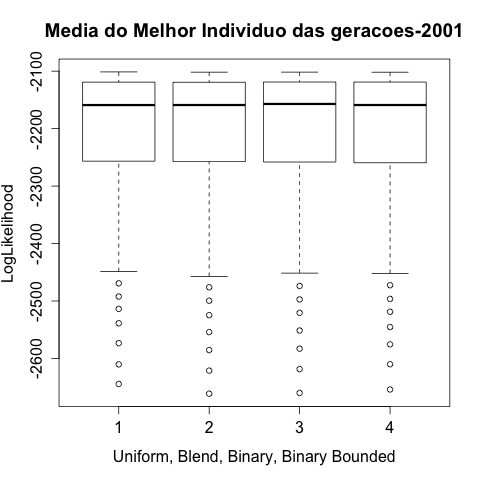 Media do Melhor Individuo das geracoes-2001
LogLikelihood
-2100
-2200
-2300
-2400
-2500
-2600
1 2 3 4
Uniform, Blend, Binary, Binary Bounded